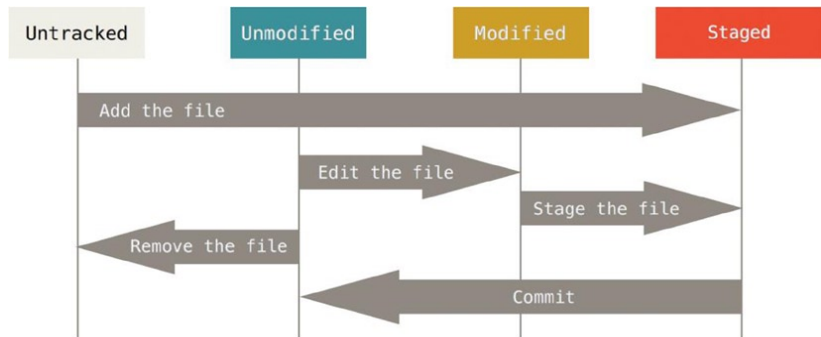 Untracked
Unmodified
Modified
Staged
Add the file
Edit the file
Stage the file
Remove the file
Commit